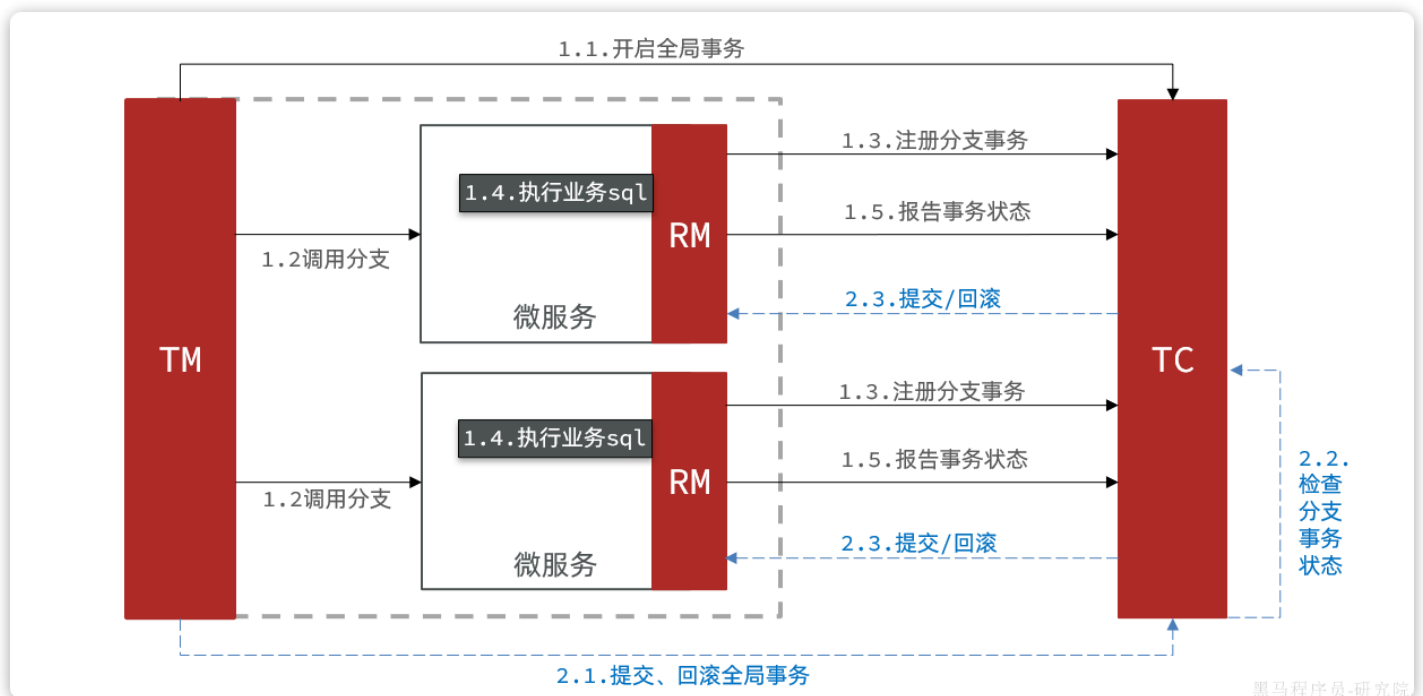 1.1.开启全局事务
1.3.注册分支事务
1.4.执行业务sql
1.5.报告事务状态
RM
1.2调用分支
2.3.提交/回滚
微服务
TM
TC
1.3.注册分支事务
1.4.执行业务sql
1.5.报告事务状态
RM
1.2调用分支
2.2.
检查
分支
事务
状态
2.3.提交/回滚
微服务
2.1.提交、回滚全局事务
黑马程序员-研究院